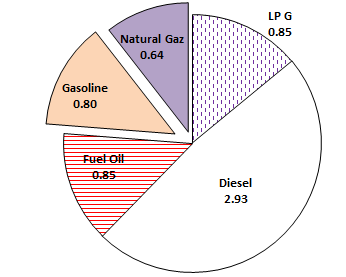 LP G
0.85
Natural Gaz
0.64
Gasoline
0.80
Fuel Oil
0.85
Diesel
2.93